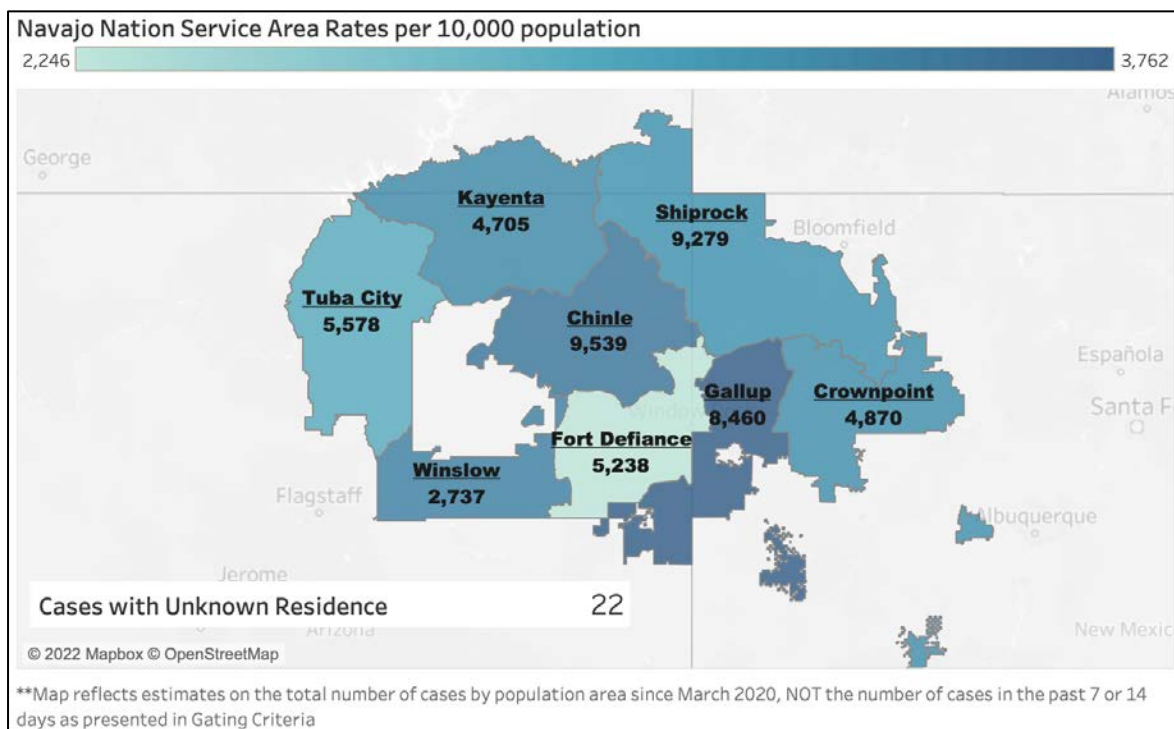 Navajo Nation Service Area Rates per 10,000 population
2,246
3,762
Alamos
George
Kayenta
4,705
Shiprock
9,279
Bloomfield
Tuba City
5,578
Chinle
9,539
Española
Gallup
8,460
Crownpoint
4,870
Santa F
Window
Fort Defiance
5,238
Winslow
2,737
Flagstaff
Albuquerque
Jerome
Cases with Unknown Residence 22
Arizona
New Mexic
© 2022 Mapbox © OpenStreetMap
**Map reflects estimates on the total number of cases by population area since March 2020, NOT the number of cases in the past 7 or 14
days as presented in Gating Criteria